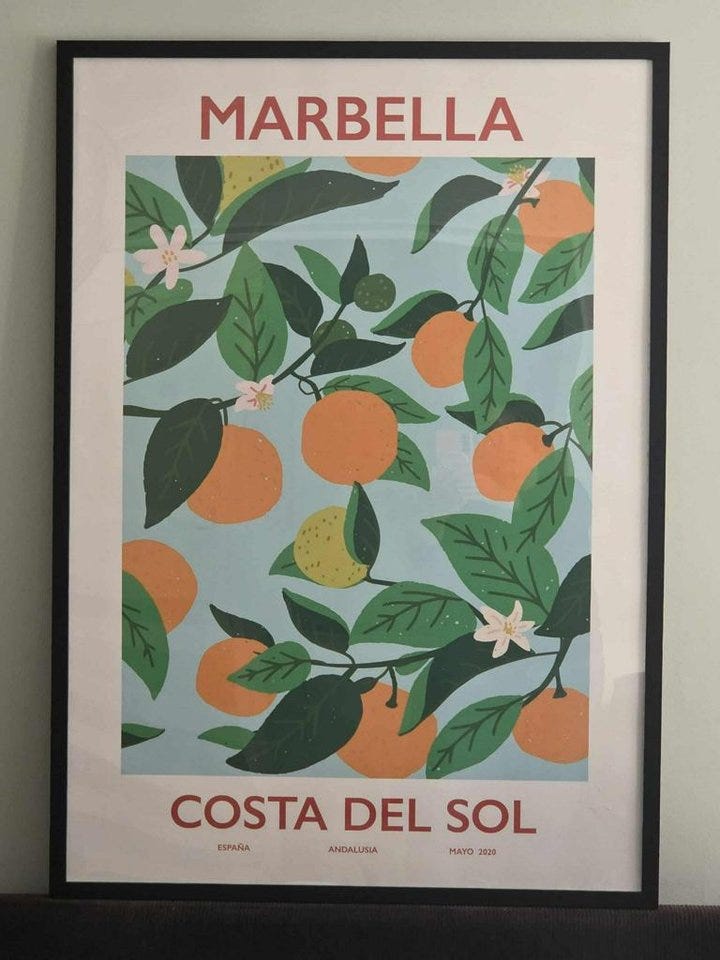 MARBELLA
COSTA DEL SOL
ESPAÑA ANDALUSIA MAYO 2020